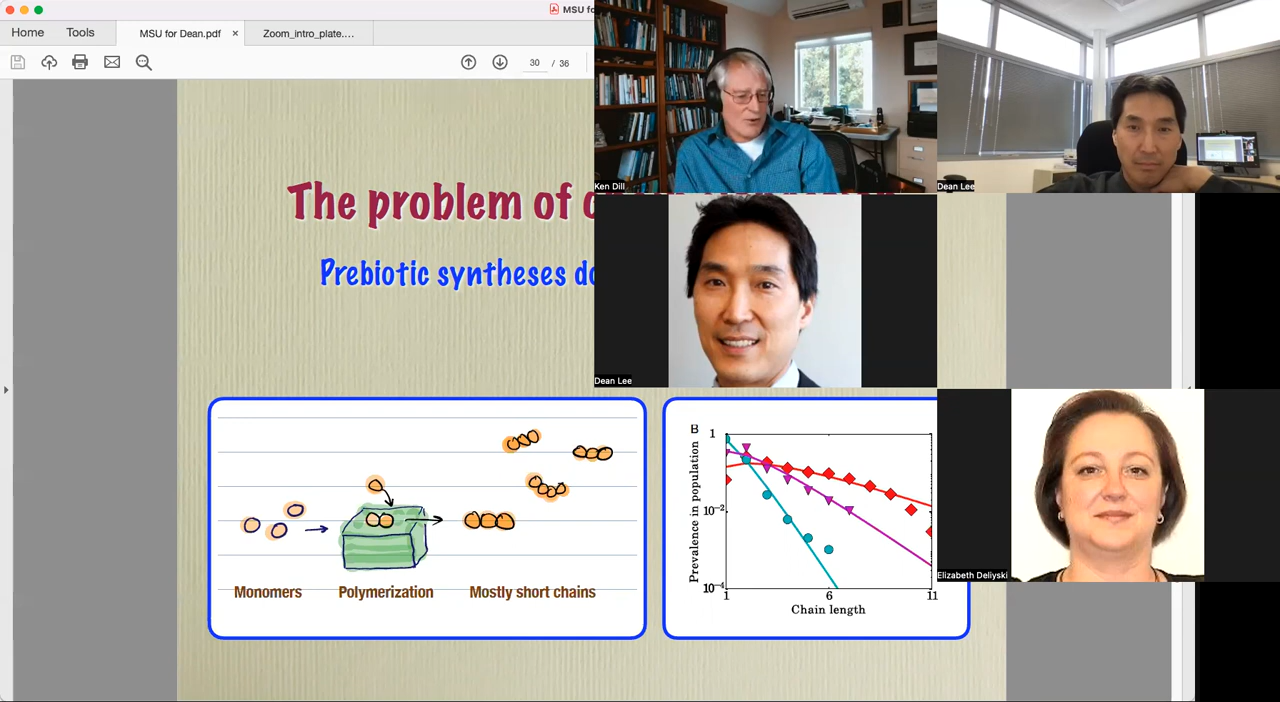 MSU fo
Home Tools MSU for Dean.pdf × Zoom_intro_plate....
30 / 36
Ken Dill
Dean Lee
The problem of
Prebiotic syntheses
Dean Lee
Monomers Polymerization Mostly short chains
B
Prevalence in population
1
10⁻²
10⁻⁴
1 6 11
Chain length
Elizabeth Deliyski